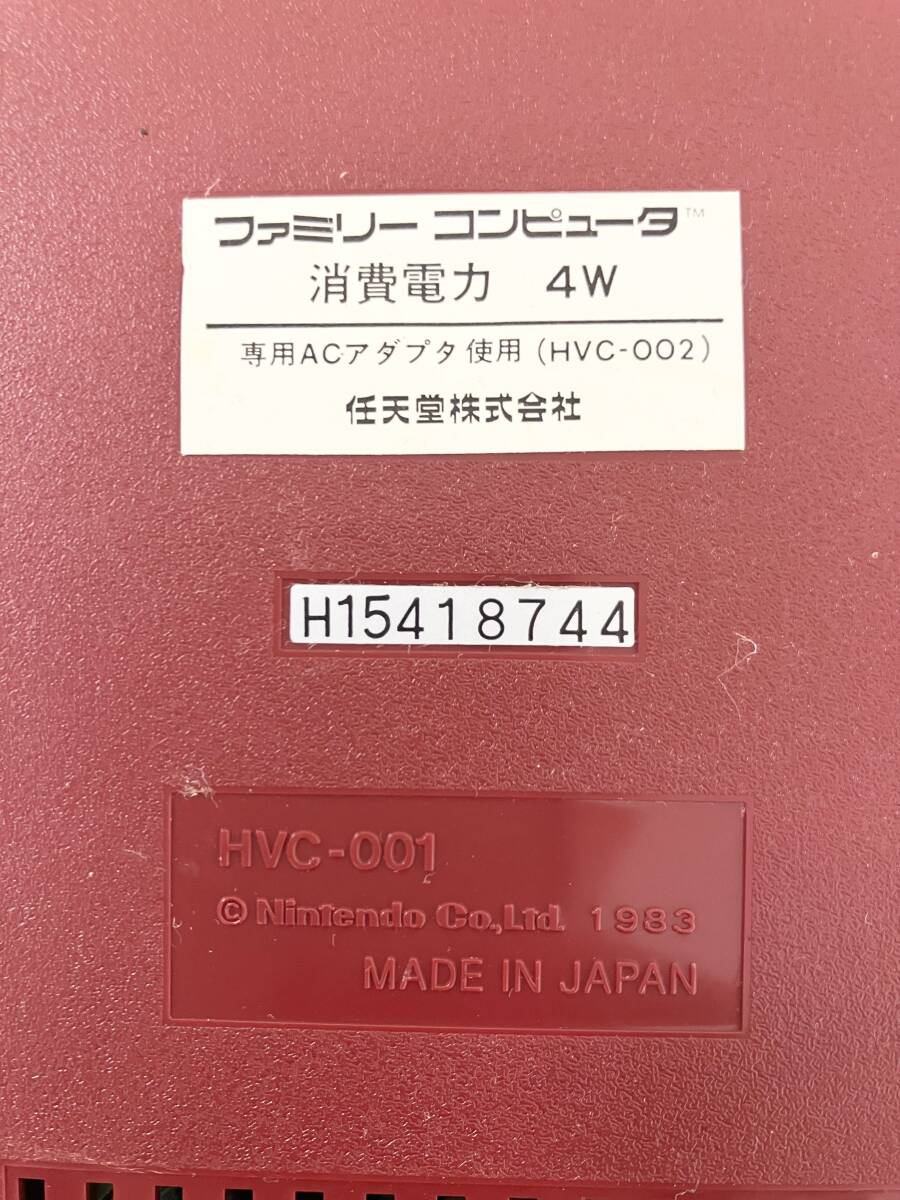 ファミリー コンピュータ™
消費電力 4W
専用ACアダプタ使用(HVC-002)
任天堂株式会社
H15418744
HVC-001
© Nintendo Co.,Ltd. 1983
MADE IN JAPAN